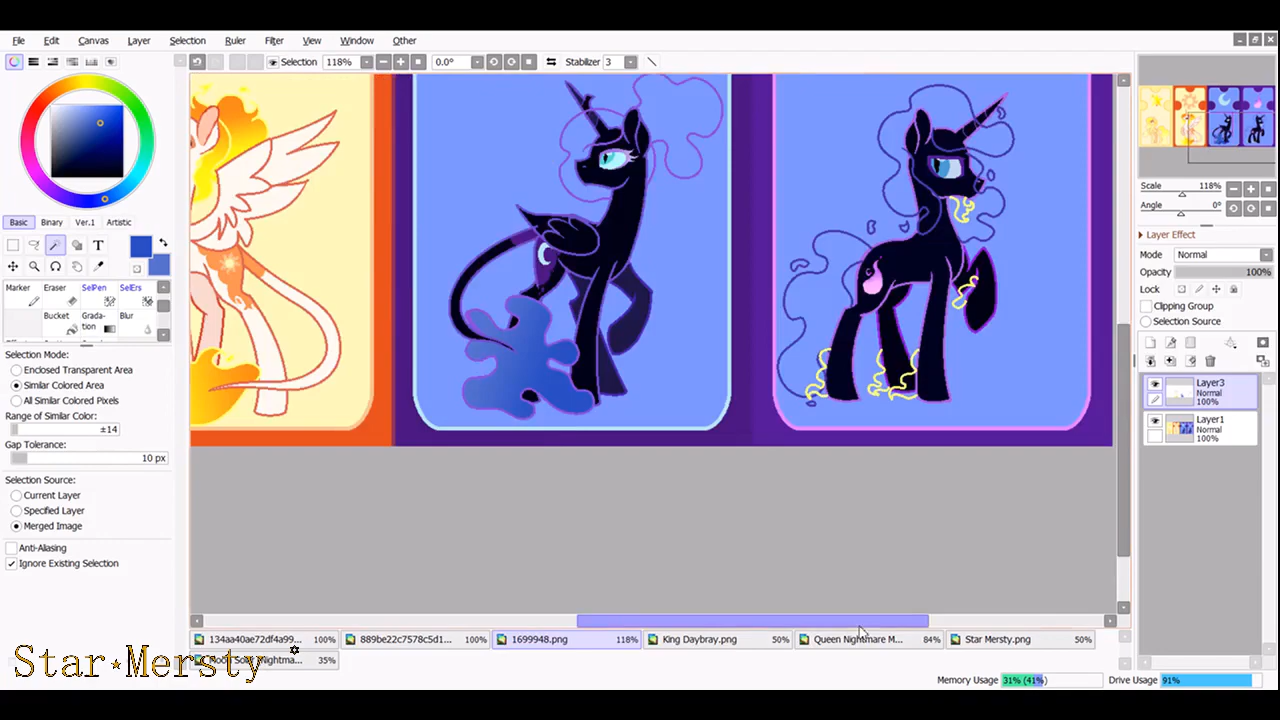 File Edit Canvas Layer Selection Ruler Filter View Window Other
Selection 118% 0.0° Stabilizer 3
Scale 118%
Angle 0°
Layer Effect
Basic Binary Ver.1 Artistic
Mode Normal
Opacity 100%
Lock
Marker Eraser SelPen SelErs
Clipping Group
Bucket Grada-tion Blur
Selection Source
Selection Mode:
Enclosed Transparent Area
Similar Colored Area
All Similar Colored Pixels
Layer3
Normal
100%
Range of Similar Color:
±14
Layer1
Normal
100%
Gap Tolerance:
10 px
Selection Source:
Current Layer
Specified Layer
Merged Image
Anti-Aliasing
Ignore Existing Selection
134aa40ae72df4a99... 100% 889be22c7578c5d1... 100% 1699948.png 118% King Daybray.png 50% Queen Nightmare M... 84% Star Mersty.png 50%
35%
Star★Mersty
Memory Usage 31% (41%) Drive Usage 91%